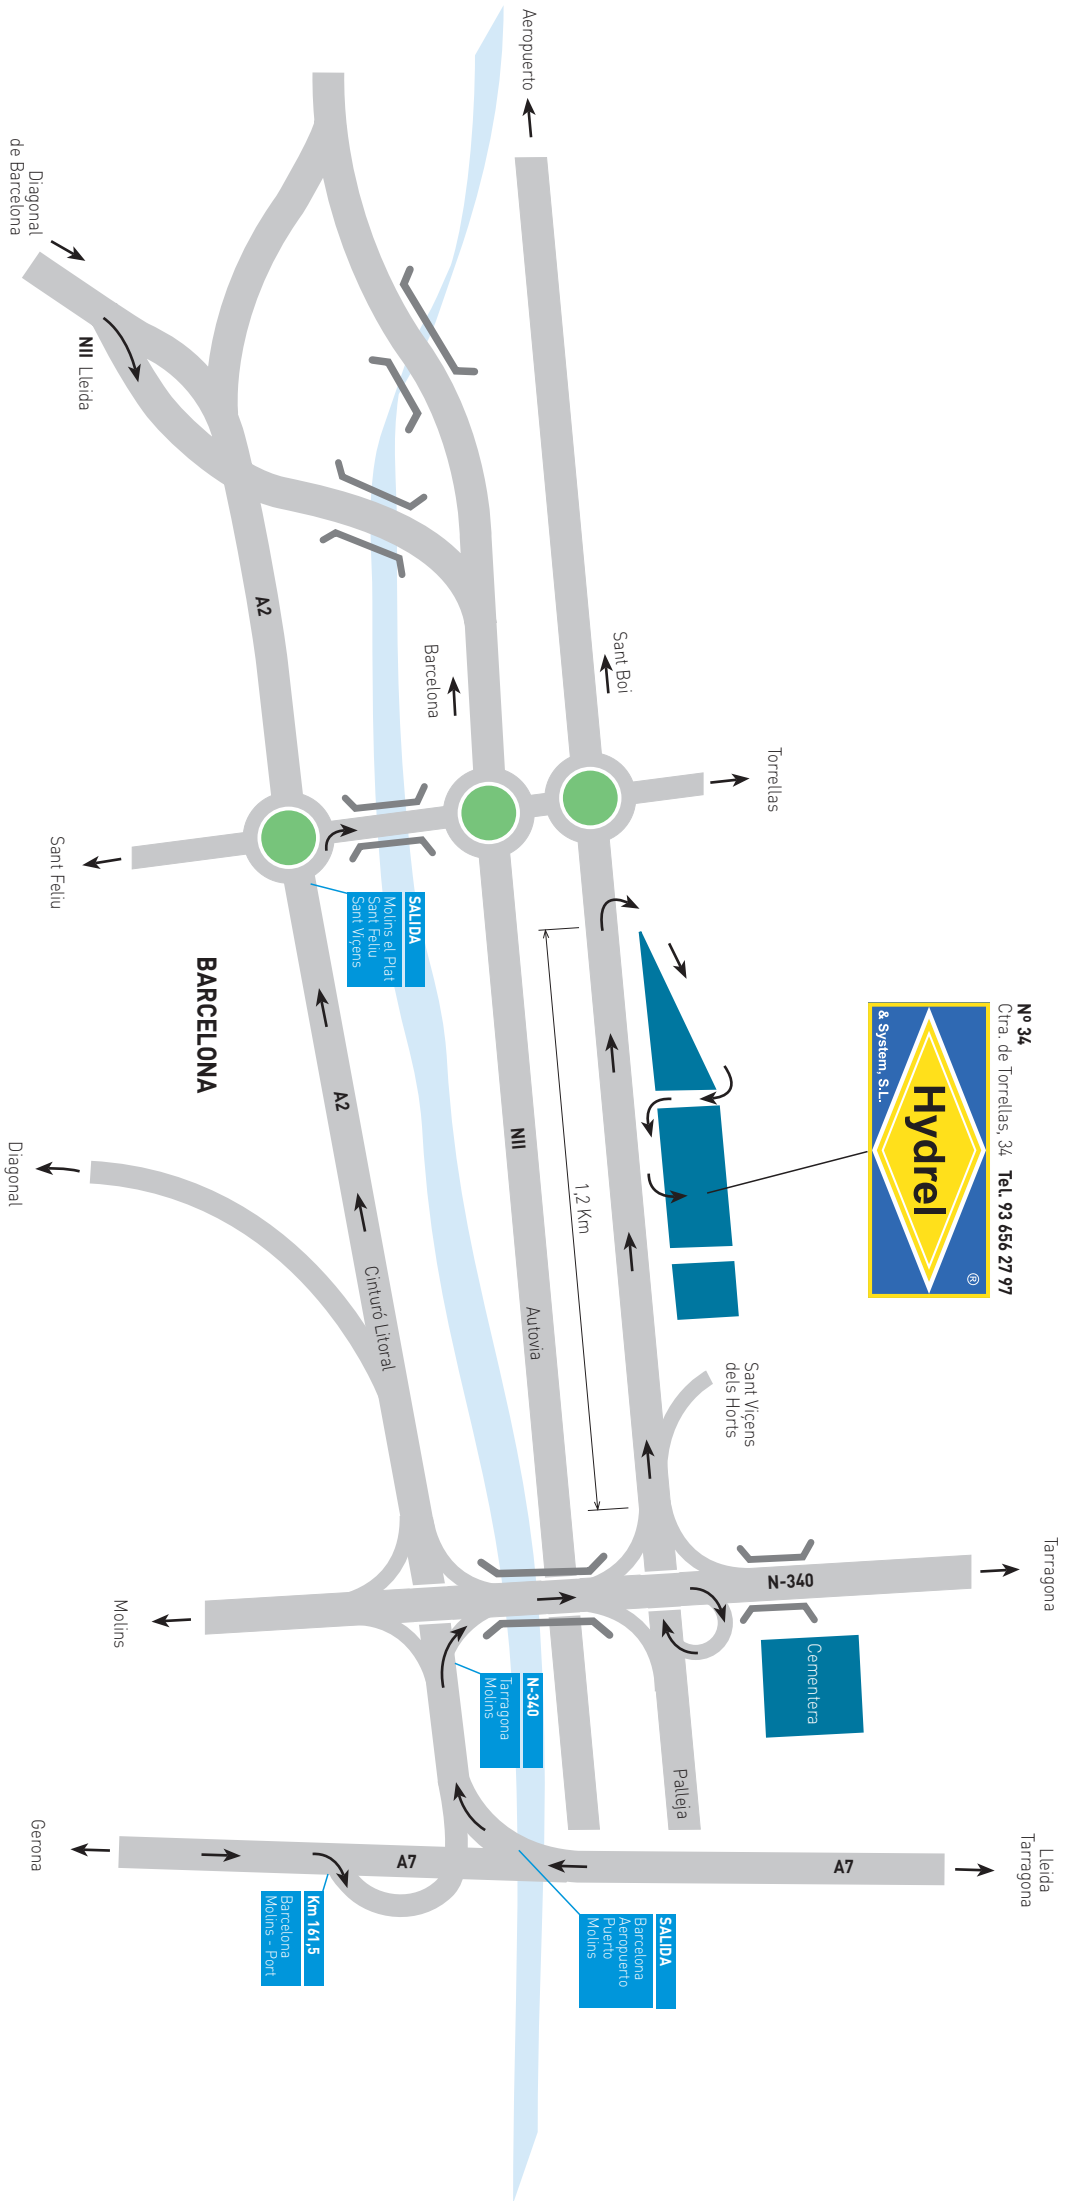 Nº 34
Ctra. de Torrellas, 34 Tel. 93 656 27 97
Hydrel
®
& System, S.L.
Lleida
Tarragona
Tarragona
Torrellas
Sant Viçens
dels Horts
Cementera
N-340
A7
Palleja
Sant Boi
Aeropuerto
1,2 Km
Autovia
NII
Barcelona
SALIDA
Barcelona
Aeropuerto
Puerto
Molins
N-340
Tarragona
Molins
SALIDA
Molins el Plat
Sant Feliu
Sant Viçens
Cinturó Litoral
A2
A2
A7
Km 161,5
Barcelona
Molins - Port
BARCELONA
NII Lleida
Diagonal
de Barcelona
Sant Feliu
Diagonal
Molins
Gerona